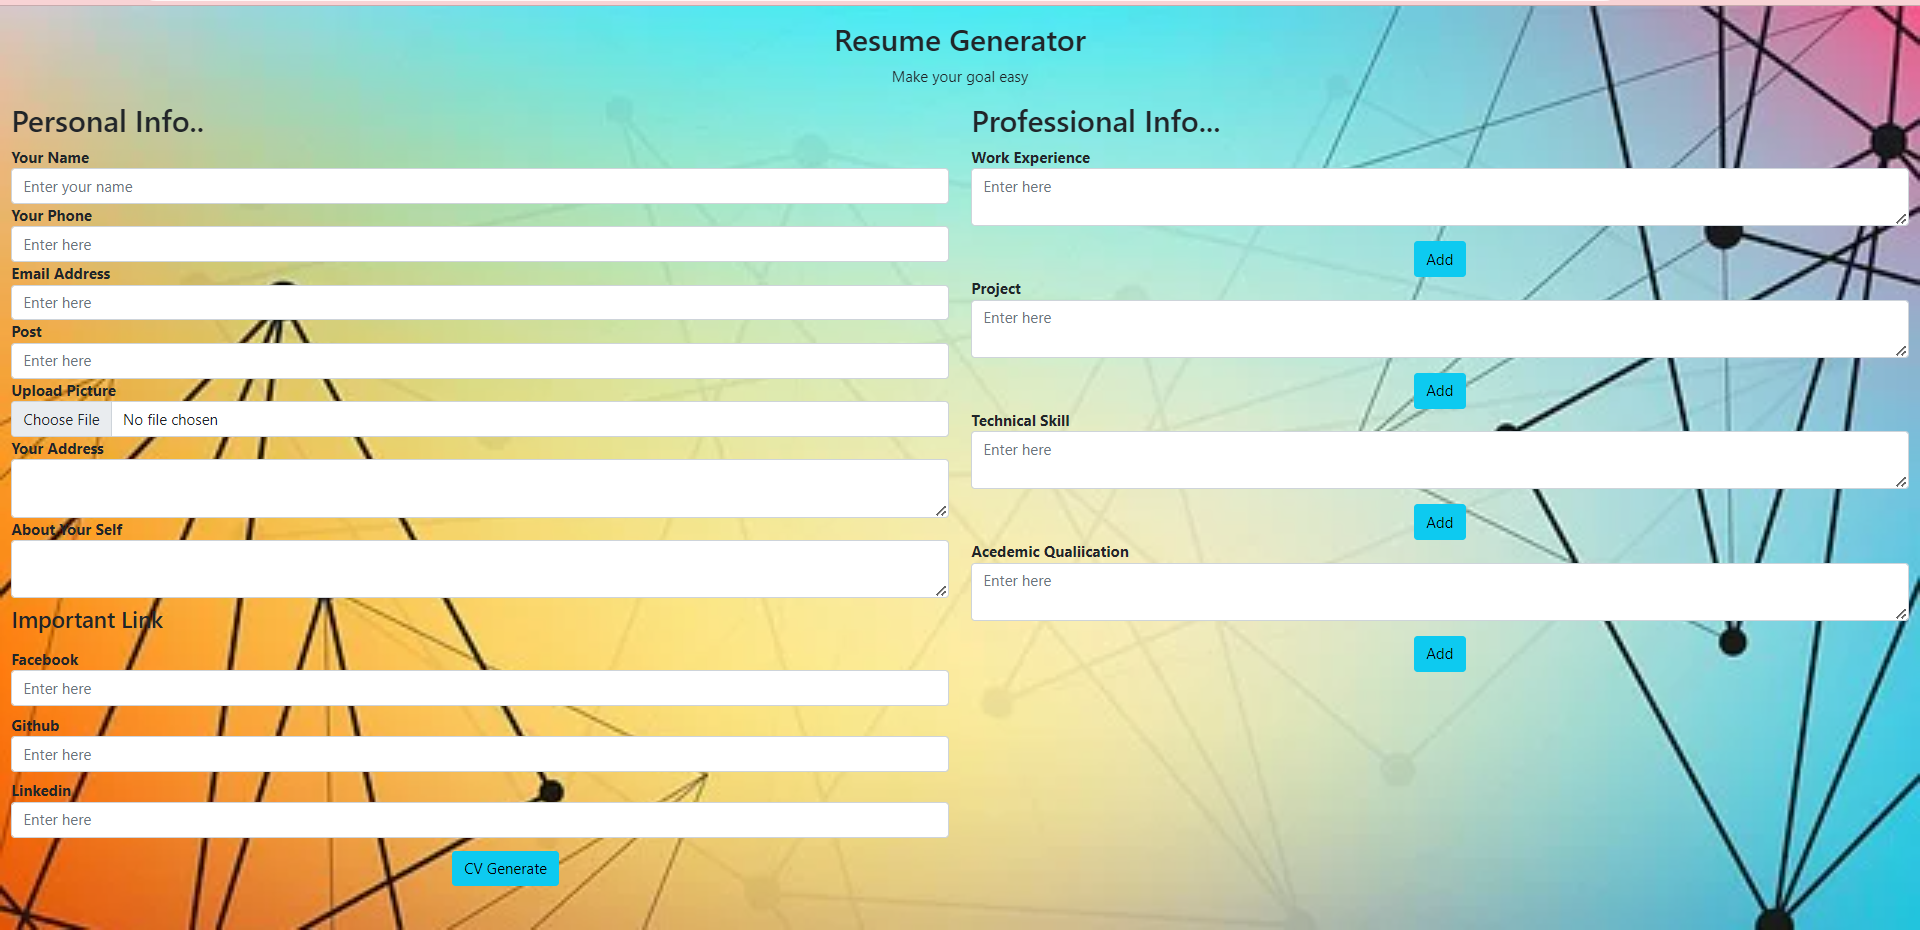 Resume Generator
Make your goal easy
Personal Info..
Your Name
Enter your name
Your Phone
Enter here
Email Address
Enter here
Post
Enter here
Upload Picture
Choose File No file chosen
Your Address
About Your Self
Important Link
Facebook
Enter here
Github
Enter here
Linkedin
Enter here
CV Generate
Professional Info...
Work Experience
Enter here
Add
Project
Enter here
Add
Technical Skill
Enter here
Add
Acedemic Qualiication
Enter here
Add